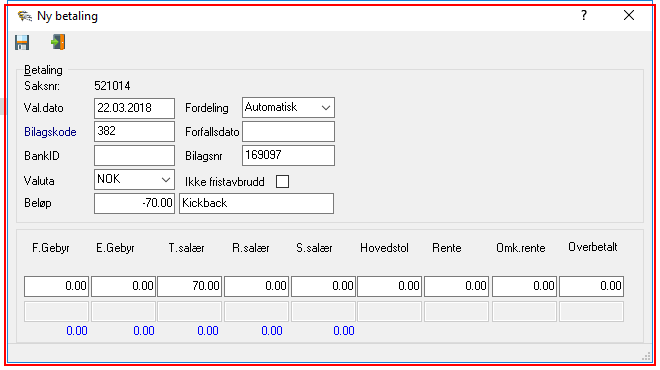 Ny betaling ?
Betaling
Saksnr: 521014
Val.dato 22.03.2018 Fordeling Automatisk
Bilagskode 382 Forfallsdato
BankID Bilagsnr 169097
Valuta NOK Ikke fristavbrudd
Beløp -70.00 Kickback
F.Gebyr E.Gebyr T.salær R.salær S.salær Hovedstol Rente Omk.rente Overbetalt
0.00 0.00 70.00 0.00 0.00 0.00 0.00 0.00 0.00
0.00 0.00 0.00 0.00 0.00